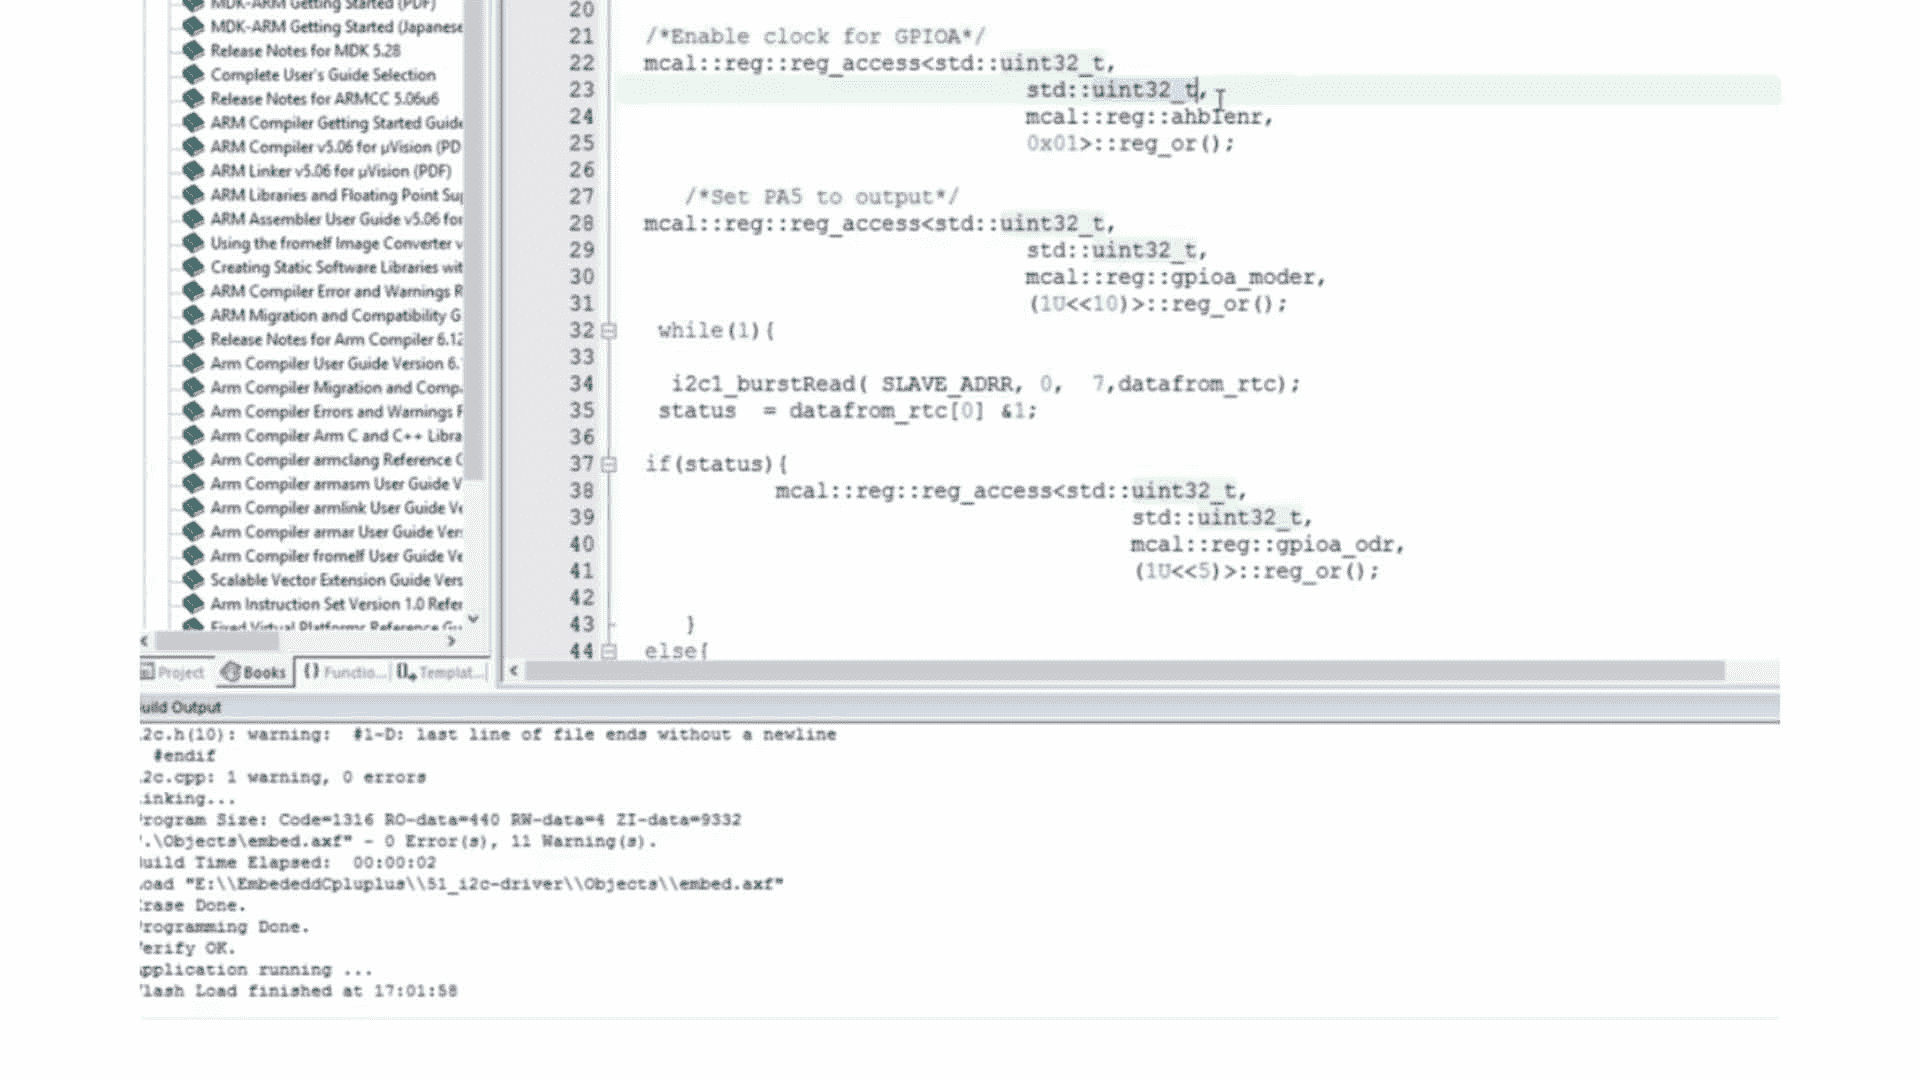 MDK-ARM Getting Started (PDF)
MDK-ARM Getting Started (Japanese
Release Notes for MDK 5.28
Complete User's Guide Selection
Release Notes for ARMCC 5.06u6
ARM Compiler Getting Started Guide
ARM Compiler v5.06 for µVision (PD
ARM Linker v5.06 for µVision (PDF)
ARM Libraries and Floating Point Su
ARM Assembler User Guide v5.06 for
Using the fromelf Image Converter v
Creating Static Software Libraries wit
ARM Compiler Error and Warnings R
ARM Migration and Compatibility G
Release Notes for Arm Compiler 6.12
Arm Compiler User Guide Version 6.
Arm Compiler Migration and Comp
Arm Compiler Errors and Warnings F
Arm Compiler Arm C and C++ Libra
Arm Compiler armclang Reference C
Arm Compiler armasm User Guide V
Arm Compiler armlink User Guide Ve
Arm Compiler armar User Guide Ver
Arm Compiler fromelf User Guide Ve
Scalable Vector Extension Guide Vers
Arm Instruction Set Version 1.0 Refer
Fixed Virtual Platforms Reference Gu
Project Books {} Functio... Templat...
20
21 /*Enable clock for GPIOA*/
22 mcal::reg::reg_access<std::uint32_t,
23 std::uint32_t,
24 mcal::reg::ahb1enr,
25 0x01>::reg_or();
26
27 /*Set PA5 to output*/
28 mcal::reg::reg_access<std::uint32_t,
29 std::uint32_t,
30 mcal::reg::gpioa_moder,
31 (1U<<10)>::reg_or();
32 while(1){
33
34 i2c1_burstRead( SLAVE_ADRR, 0, 7,datafrom_rtc);
35 status = datafrom_rtc[0] &1;
36
37 if(status){
38 mcal::reg::reg_access<std::uint32_t,
39 std::uint32_t,
40 mcal::reg::gpioa_odr,
41 (1U<<5)>::reg_or();
42
43 }
44 else{
uild Output
2c.h(10): warning: #1-D: last line of file ends without a newline
#endif
2c.cpp: 1 warning, 0 errors
inking...
rogram Size: Code=1316 RO-data=440 RW-data=4 ZI-data=9332
".\Objects\embed.axf" - 0 Error(s), 11 Warning(s).
uild Time Elapsed: 00:00:02
oad "E:\\EmbededdCpluplus\\51_i2c-driver\\Objects\\embed.axf"
rase Done.
rogramming Done.
erify OK.
pplication running ...
lash Load finished at 17:01:58